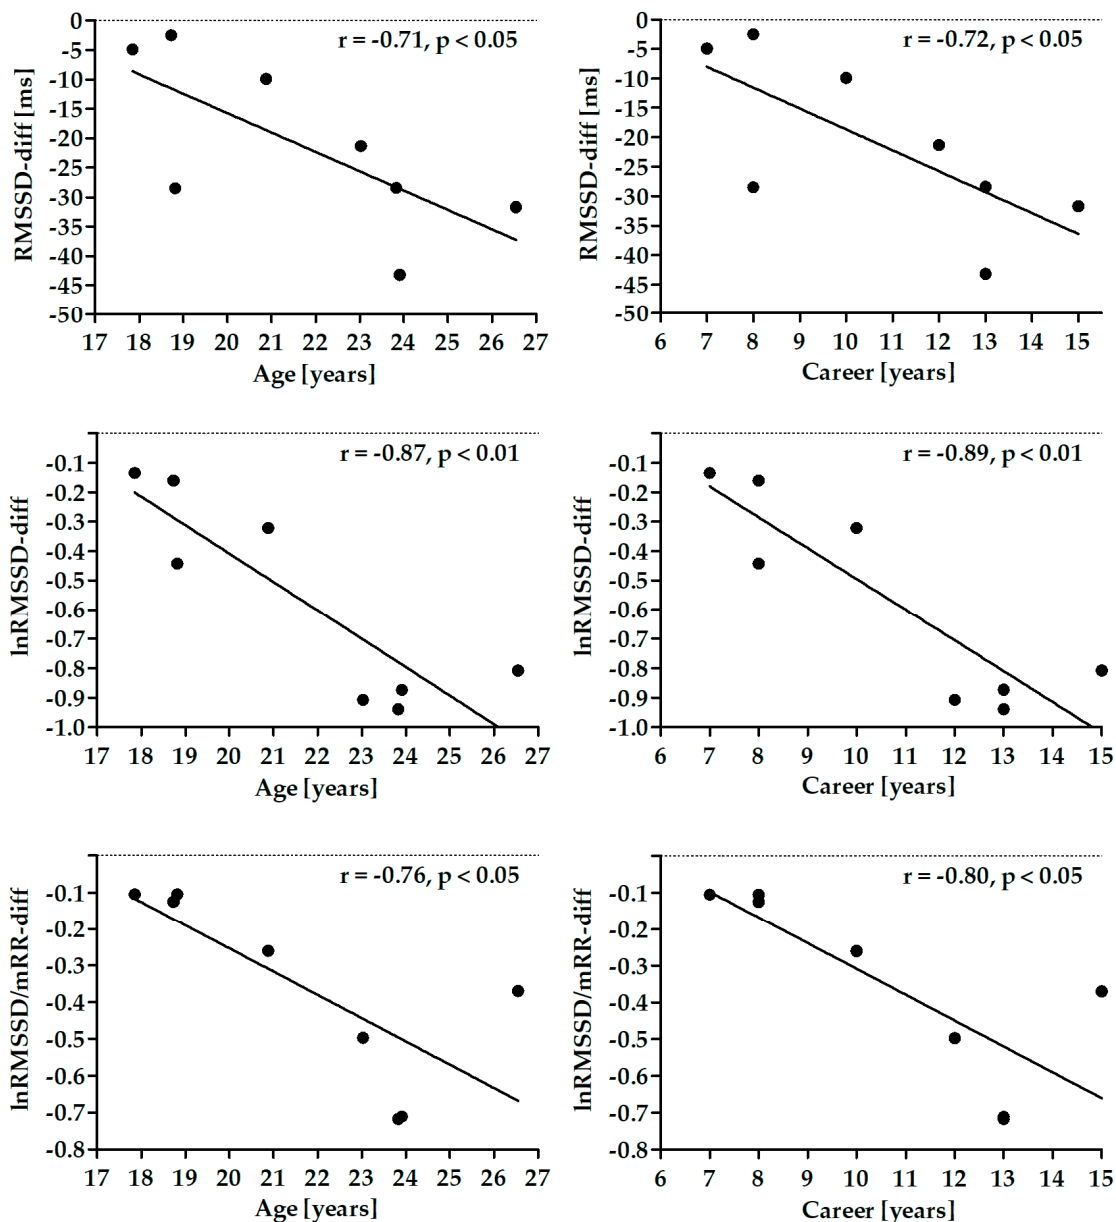 r = -0.71, p < 0.05
RMSSD-diff [ms]
0
-5
-10
-15
-20
-25
-30
-35
-40
-45
-50
17 18 19 20 21 22 23 24 25 26 27
Age [years]
r = -0.72, p < 0.05
RMSSD-diff [ms]
0
-5
-10
-15
-20
-25
-30
-35
-40
-45
-50
6 7 8 9 10 11 12 13 14 15
Career [years]
r = -0.87, p < 0.01
lnRMSSD-diff
-0.1
-0.2
-0.3
-0.4
-0.5
-0.6
-0.7
-0.8
-0.9
-1.0
17 18 19 20 21 22 23 24 25 26 27
Age [years]
r = -0.89, p < 0.01
lnRMSSD-diff
-0.1
-0.2
-0.3
-0.4
-0.5
-0.6
-0.7
-0.8
-0.9
-1.0
6 7 8 9 10 11 12 13 14 15
Career [years]
r = -0.76, p < 0.05
lnRMSSD/mRR-diff
-0.1
-0.2
-0.3
-0.4
-0.5
-0.6
-0.7
-0.8
17 18 19 20 21 22 23 24 25 26 27
Age [years]
r = -0.80, p < 0.05
lnRMSSD/mRR-diff
-0.1
-0.2
-0.3
-0.4
-0.5
-0.6
-0.7
-0.8
6 7 8 9 10 11 12 13 14 15
Career [years]